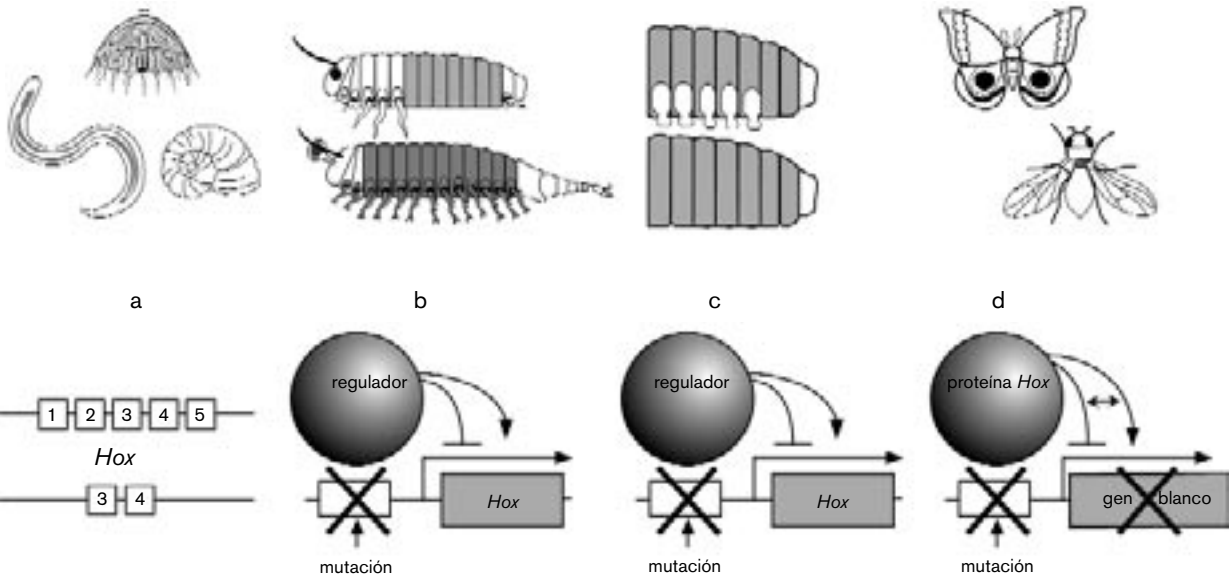 a
b
c
d
1 2 3 4 5
Hox
3 4
regulador
Hox
mutación
regulador
Hox
mutación
proteína Hox
gen blanco
mutación